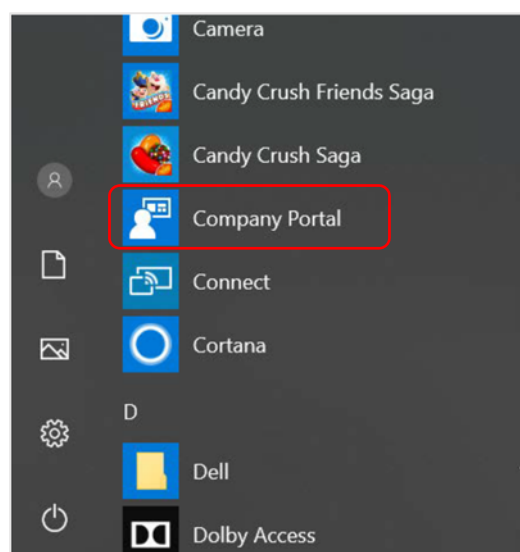 Camera
Candy Crush Friends Saga
Candy Crush Saga
Company Portal
Connect
Cortana
D
Dell
Dolby Access